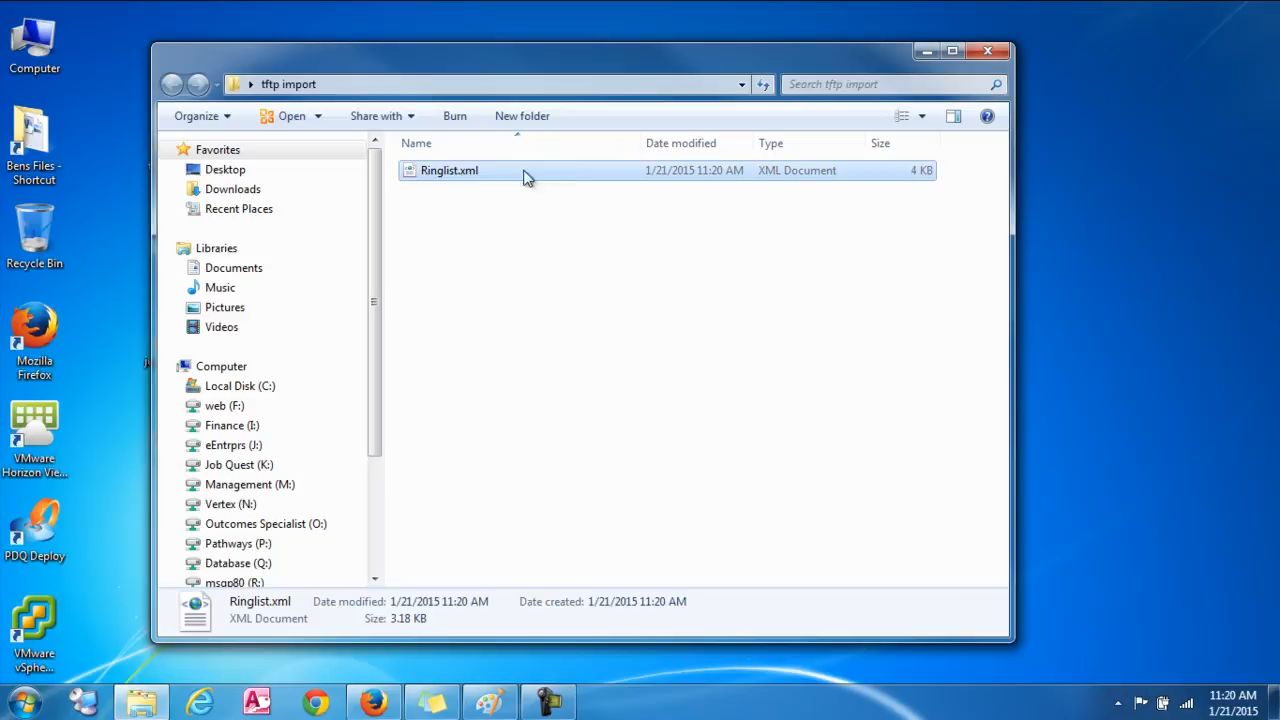 Computer
Bens Files -
Shortcut
Recycle Bin
Mozilla
Firefox
VMware
Horizon Vie...
PDQ Deploy
VMware
vSphe...
tftp import
Search tftp import
Organize
Open
Share with
Burn
New folder
Name
Date modified
Type
Size
Ringlist.xml
1/21/2015 11:20 AM
XML Document
4 KB
Favorites
Desktop
Downloads
Recent Places
Libraries
Documents
Music
Pictures
Videos
Computer
Local Disk (C:)
web (F:)
Finance (I:)
eEntrprs (J:)
Job Quest (K:)
Management (M:)
Vertex (N:)
Outcomes Specialist (O:)
Pathways (P:)
Database (Q:)
msgp80 (R:)
Ringlist.xml
Date modified: 1/21/2015 11:20 AM
Date created: 1/21/2015 11:20 AM
XML Document
Size: 3.18 KB
11:20 AM
1/21/2015